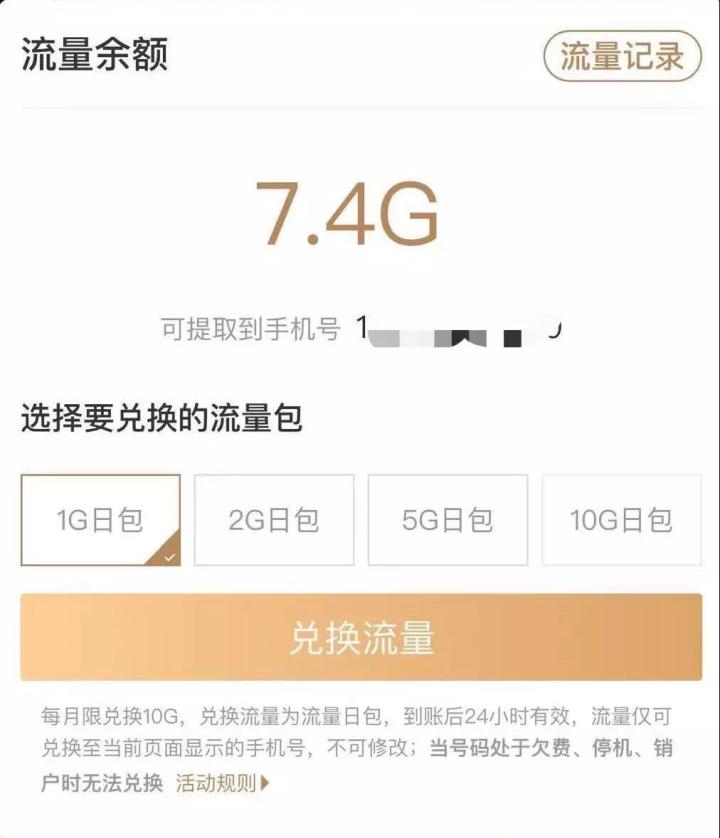 流量余额
流量记录
7.4G
可提取到手机号 1
选择要兑换的流量包
1G日包
2G日包
5G日包
10G日包
兑换流量
每月限兑换10G，兑换流量为流量日包，到账后24小时有效，流量仅可
兑换至当前页面显示的手机号，不可修改；当号码处于欠费、停机、销
户时无法兑换 活动规则